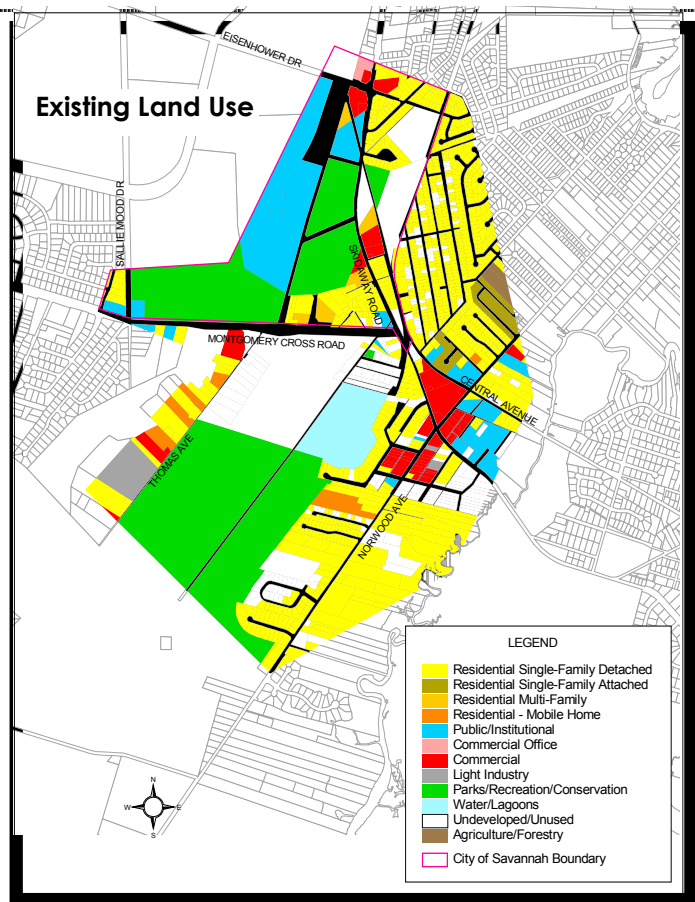 EISENHOWER DR
Existing Land Use
SALLIE MOOD DR
SKIDAWAY ROAD
MONTGOMERY CROSS ROAD
CENTRAL AVENUE
THOMAS AVE.
NORWOOD AVE
LEGEND
Residential Single-Family Detached
Residential Single-Family Attached
Residential Multi-Family
Residential - Mobile Home
Public/Institutional
Commercial Office
Commercial
Light Industry
Parks/Recreation/Conservation
Water/Lagoons
Undeveloped/Unused
Agriculture/Forestry
City of Savannah Boundary
N
W E
S